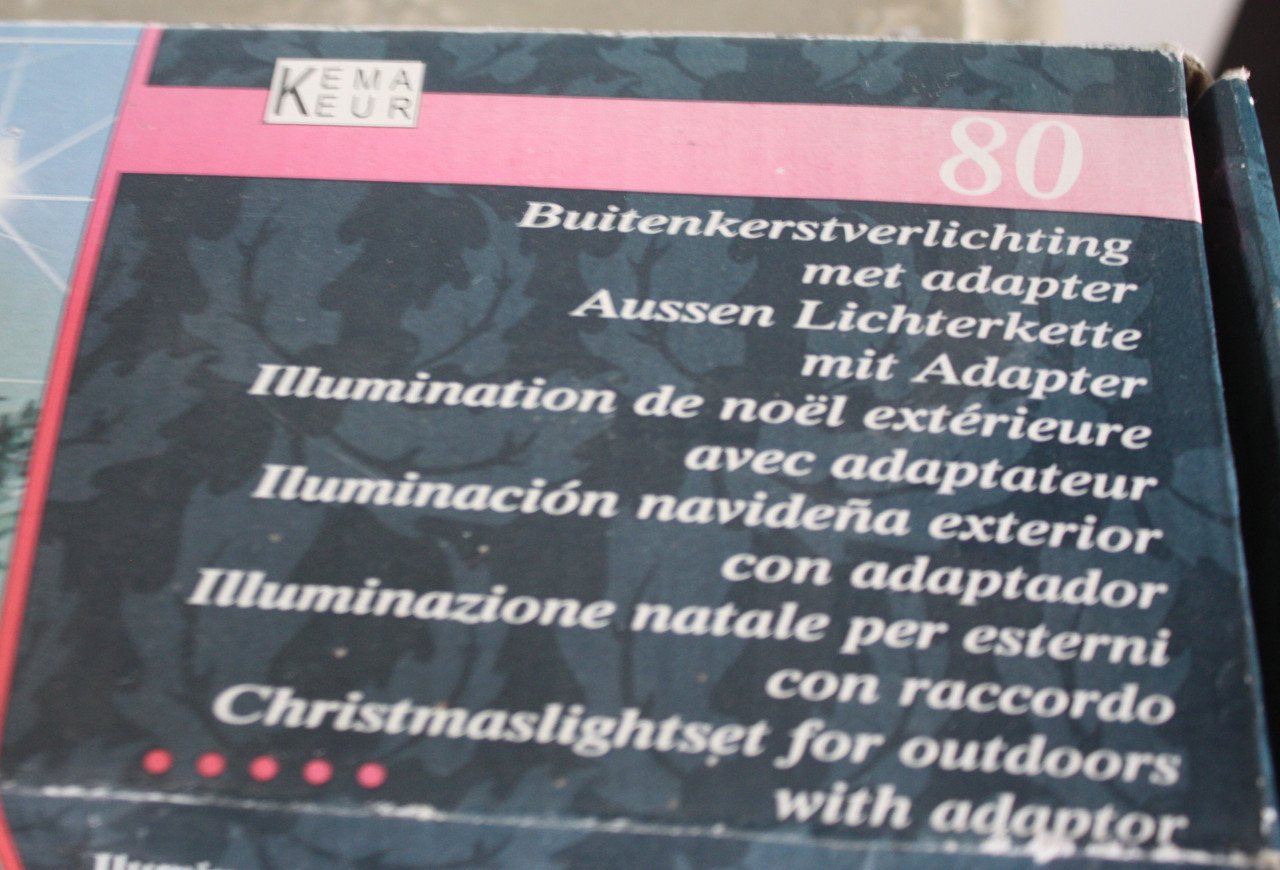 KEMA
KEUR
80
Buitenkerstverlichting
met adapter
Aussen Lichterkette
mit Adapter
Illumination de noël extérieure
avec adaptateur
Iluminación navideña exterior
con adaptador
Illuminazione natale per esterni
con raccordo
Christmaslightset for outdoors
with adaptor